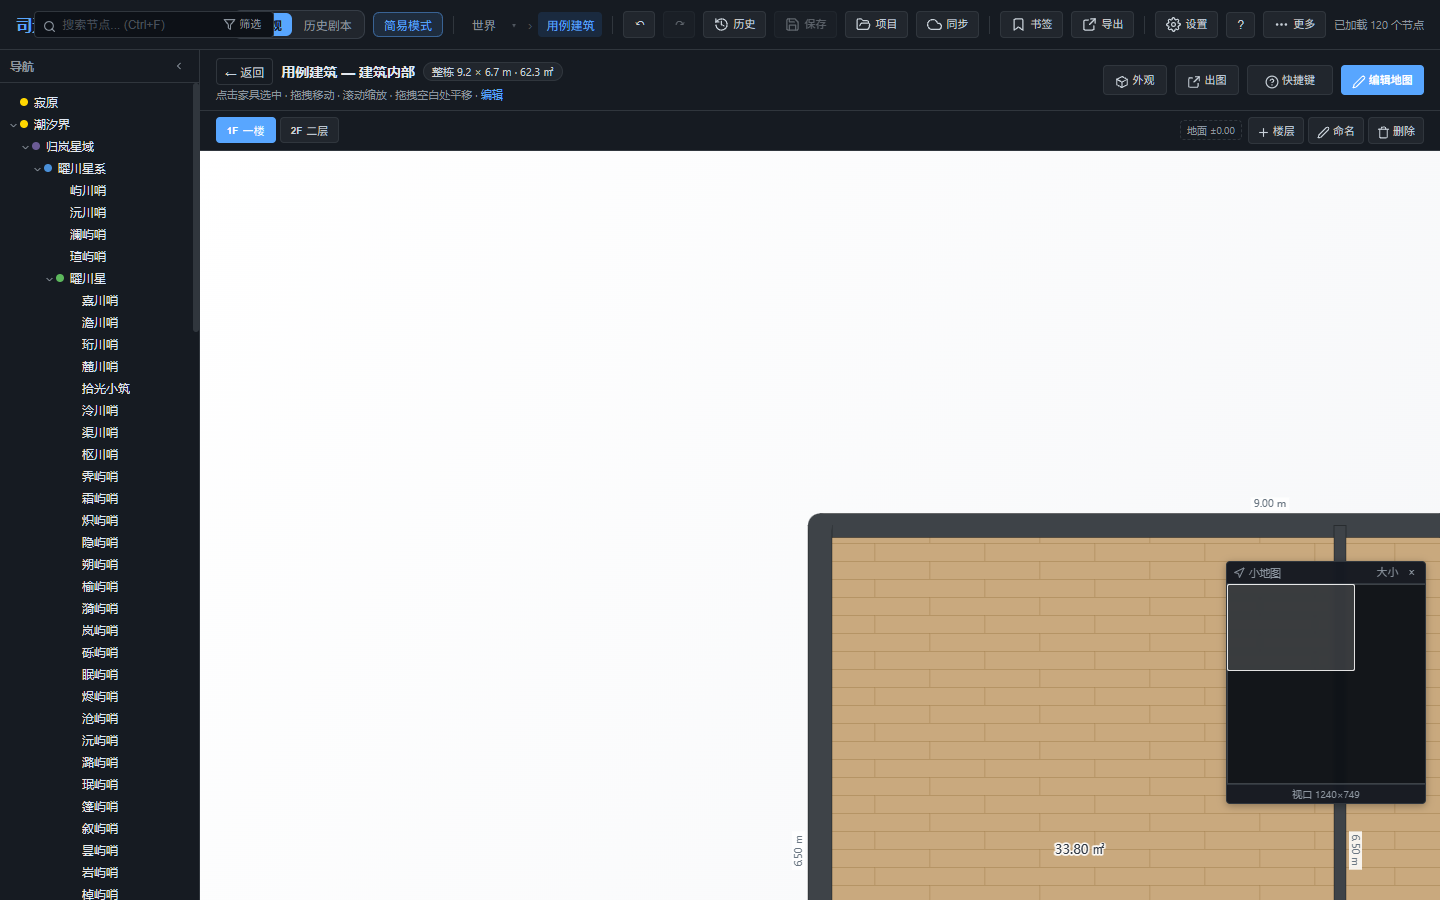 司
搜索节点... (Ctrl+F)
筛选
历史剧本
简易模式
世界
›
用例建筑
历史
保存
项目
同步
书签
导出
设置
?
更多
已加载 120 个节点
导航
寂原
潮汐界
归岚星域
曜川星系
屿川哨
沅川哨
澜屿哨
瑄屿哨
曜川星
熹川哨
澹川哨
珩川哨
麓川哨
拾光小筑
泠川哨
渠川哨
枢川哨
霁屿哨
霜屿哨
炽屿哨
隐屿哨
朔屿哨
榆屿哨
漪屿哨
岚屿哨
砾屿哨
眠屿哨
烬屿哨
沧屿哨
沅屿哨
潞屿哨
珉屿哨
篷屿哨
叙屿哨
昙屿哨
岩屿哨
棹屿哨
← 返回
用例建筑 — 建筑内部
整栋 9.2 × 6.7 m · 62.3 ㎡
点击家具选中 · 拖拽移动 · 滚动缩放 · 拖拽空白处平移 · 编辑
外观
出图
快捷键
编辑地图
1F 一楼
2F 二层
地面 ±0.00
楼层
命名
删除
9.00 m
小地图
大小
×
视口 1240×749
6.50 m
33.80 ㎡
6.50 m